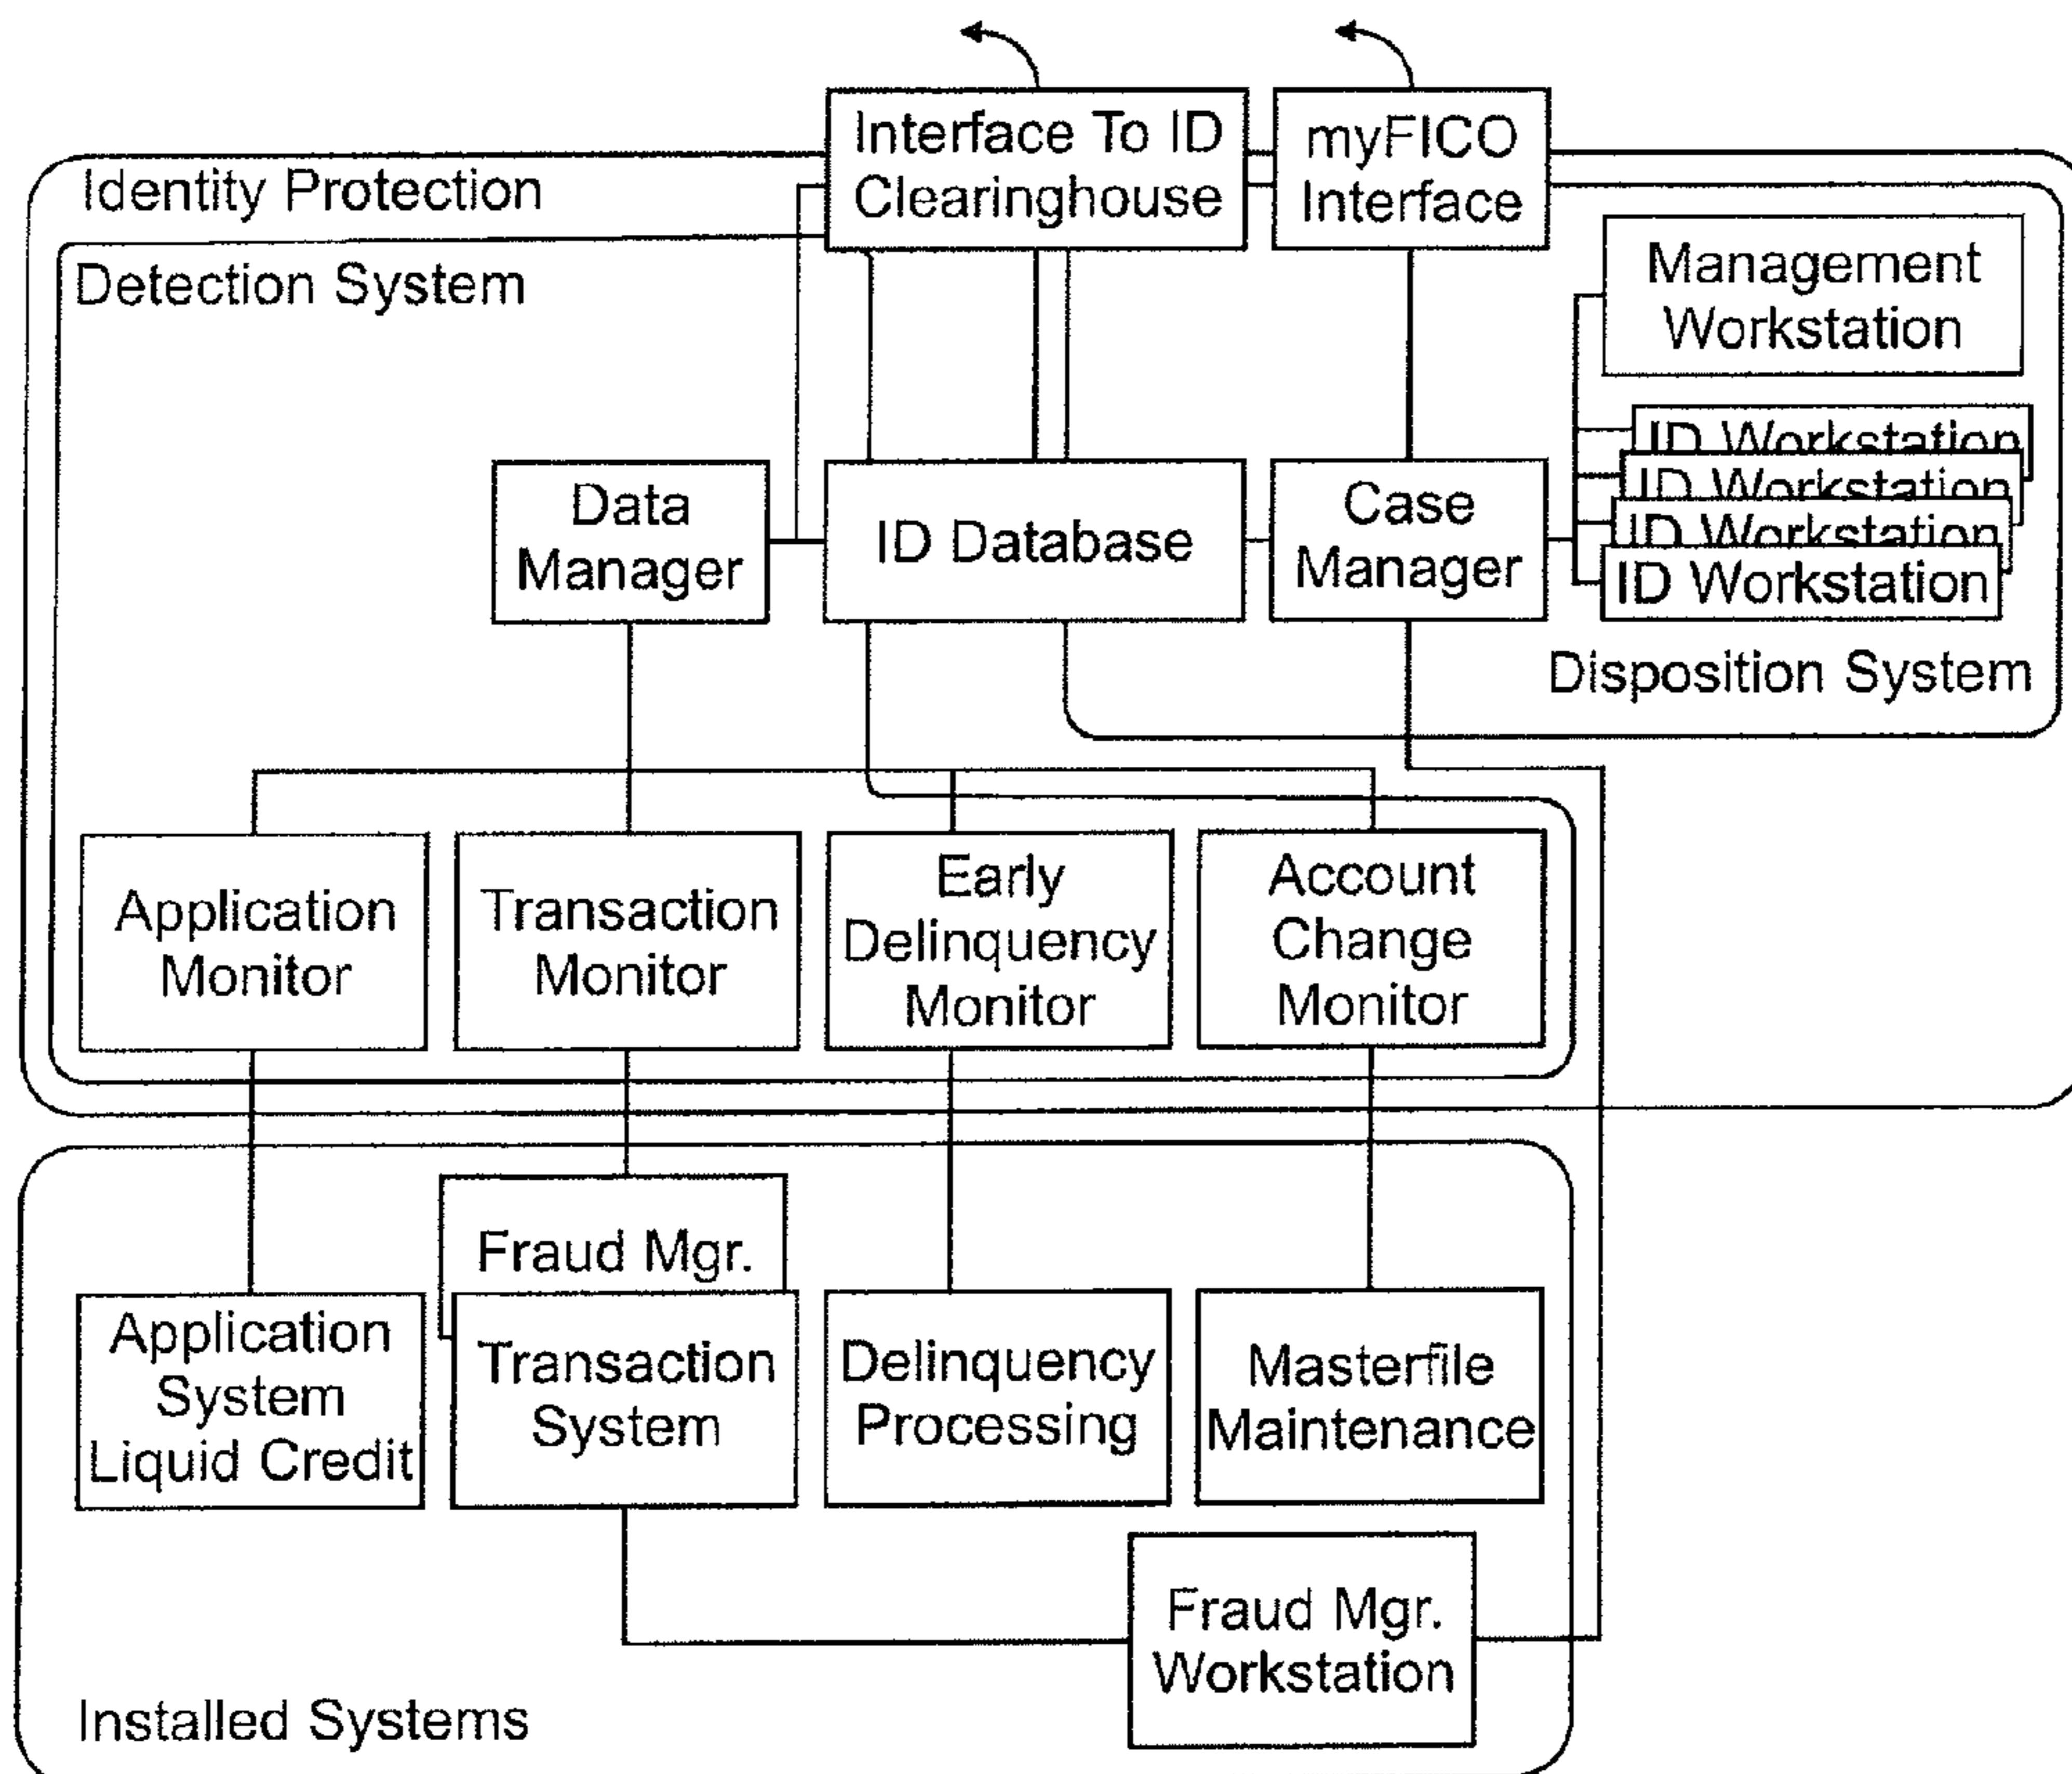 Interface To ID
Clearinghouse
myFICO
Interface
Identity Protection
Detection System
Management
Workstation
ID Workstation
ID Workstation
ID Workstation
ID Workstation
Data
Manager
ID Database
Case
Manager
Disposition System
Application
Monitor
Transaction
Monitor
Early
Delinquency
Monitor
Account
Change
Monitor
Fraud Mgr.
Application
System
Liquid Credit
Transaction
System
Delinquency
Processing
Masterfile
Maintenance
Fraud Mgr.
Workstation
Installed Systems